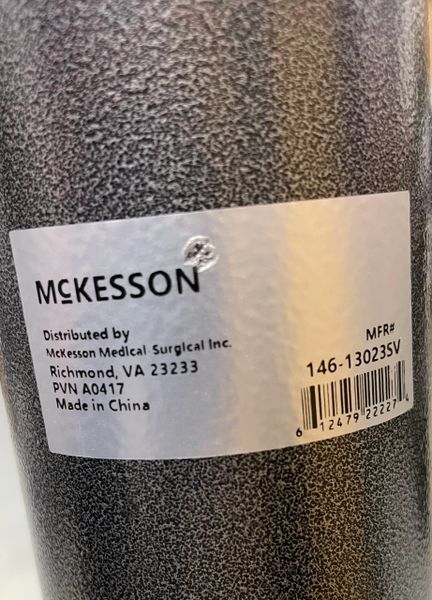 McKESSON
Distributed by
McKesson Medical-Surgical Inc.
Richmond, VA 23233
PVN A0417
Made in China
MFR#
146-13023SV
6 12479 22227 4